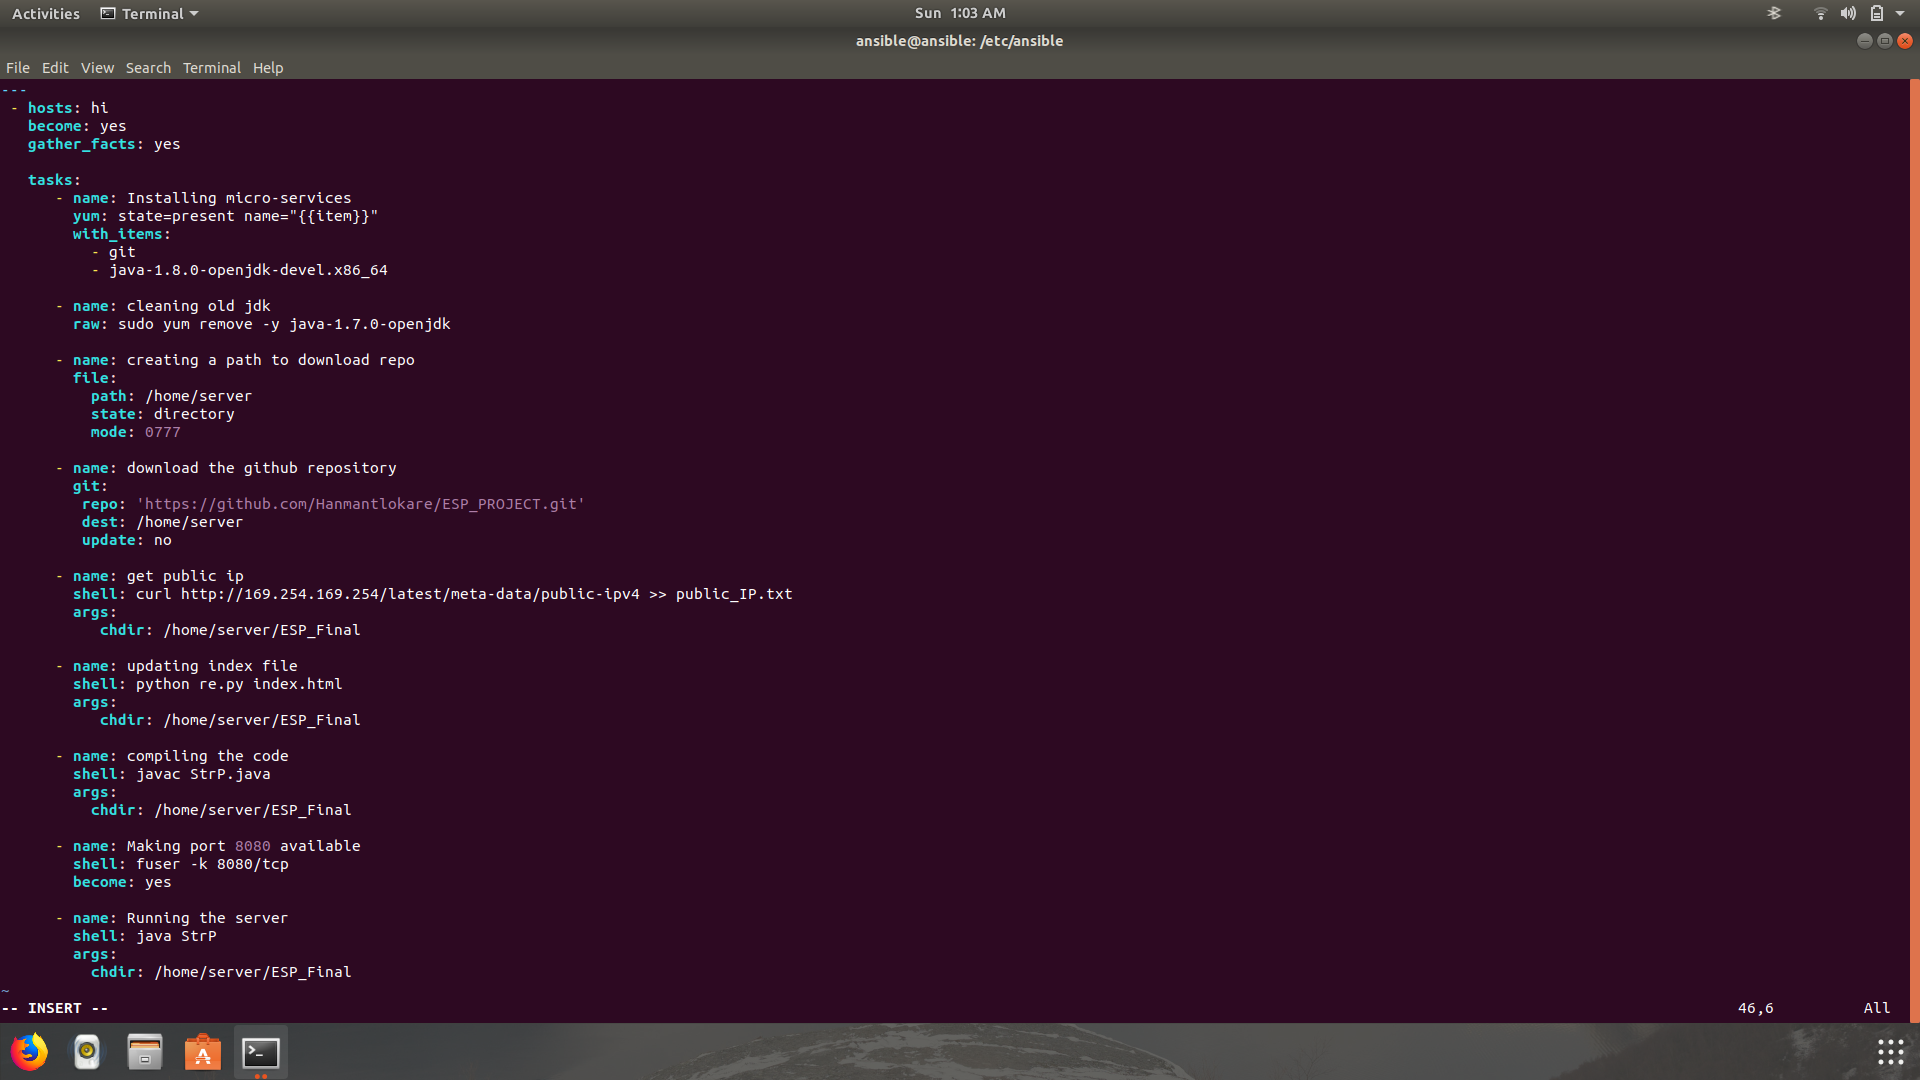 Activities Terminal Sun 1:03 AM
ansible@ansible: /etc/ansible
File Edit View Search Terminal Help
---
 - hosts: hi
   become: yes
   gather_facts: yes

   tasks:
      - name: Installing micro-services
        yum: state=present name="{{item}}"
        with_items:
          - git
          - java-1.8.0-openjdk-devel.x86_64

      - name: cleaning old jdk
        raw: sudo yum remove -y java-1.7.0-openjdk

      - name: creating a path to download repo
        file:
          path: /home/server
          state: directory
          mode: 0777

      - name: download the github repository
        git:
         repo: 'https://github.com/Hanmantlokare/ESP_PROJECT.git'
         dest: /home/server
         update: no

      - name: get public ip
        shell: curl http://169.254.169.254/latest/meta-data/public-ipv4 >> public_IP.txt
        args:
           chdir: /home/server/ESP_Final

      - name: updating index file
        shell: python re.py index.html
        args:
           chdir: /home/server/ESP_Final

      - name: compiling the code
        shell: javac StrP.java
        args:
          chdir: /home/server/ESP_Final

      - name: Making port 8080 available
        shell: fuser -k 8080/tcp
        become: yes

      - name: Running the server
        shell: java StrP
        args:
          chdir: /home/server/ESP_Final
~
-- INSERT -- 46,6 All